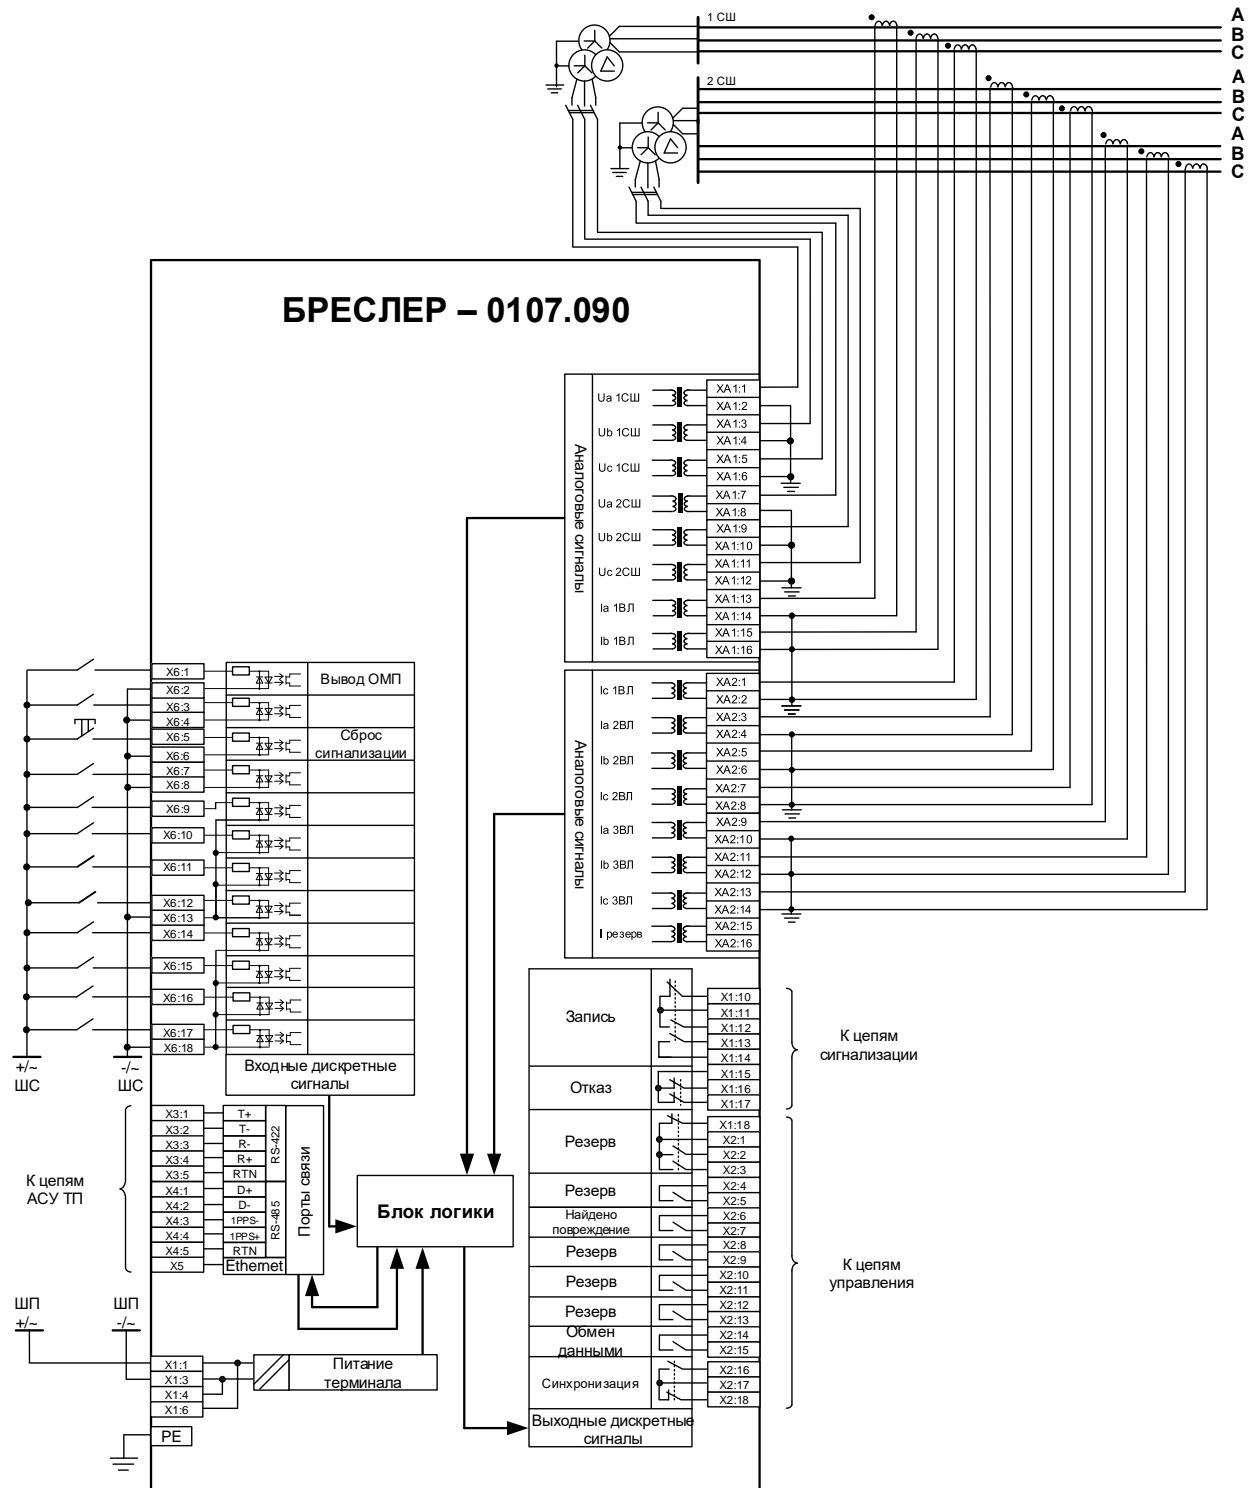 1 СШ
A
B
C
2 СШ
A
B
C
A
B
C
БРЕСЛЕР – 0107.090
Аналоговые сигналы
Ua 1СШ
XA1:1
XA1:2
Ub 1СШ
XA1:3
XA1:4
Uc 1СШ
XA1:5
XA1:6
Ua 2СШ
XA1:7
XA1:8
Ub 2СШ
XA1:9
XA1:10
Uc 2СШ
XA1:11
XA1:12
Ia 1ВЛ
XA1:13
XA1:14
Ib 1ВЛ
XA1:15
XA1:16
Аналоговые сигналы
Ic 1ВЛ
XA2:1
XA2:2
Ia 2ВЛ
XA2:3
XA2:4
Ib 2ВЛ
XA2:5
XA2:6
Ic 2ВЛ
XA2:7
XA2:8
Ia 3ВЛ
XA2:9
XA2:10
Ib 3ВЛ
XA2:11
XA2:12
Ic 3ВЛ
XA2:13
XA2:14
I резерв
XA2:15
XA2:16
X6:1
X6:2
X6:3
X6:4
X6:5
X6:6
X6:7
X6:8
X6:9
X6:10
X6:11
X6:12
X6:13
X6:14
X6:15
X6:16
X6:17
X6:18
Вывод ОМП
Сброс
сигнализации
Входные дискретные
сигналы
+/~
ШС
-/~
ШС
К цепям
АСУ ТП
X3:1
T+
X3:2
T-
X3:3
R-
X3:4
R+
X3:5
RTN
RS-422
X4:1
D+
X4:2
D-
X4:3
1PPS-
X4:4
1PPS+
X4:5
RTN
RS-485
X5
Ethernet
Порты связи
Блок логики
ШП
+/~
ШП
-/~
X1:1
X1:3
X1:4
X1:6
Питание
терминала
PE
Запись
X1:10
X1:11
X1:12
X1:13
X1:14
Отказ
X1:15
X1:16
X1:17
К цепям
сигнализации
Резерв
X1:18
X2:1
X2:2
X2:3
Резерв
X2:4
X2:5
Найдено
повреждение
X2:6
X2:7
Резерв
X2:8
X2:9
Резерв
X2:10
X2:11
Резерв
X2:12
X2:13
Обмен
данными
X2:14
X2:15
Синхронизация
X2:16
X2:17
X2:18
К цепям
управления
Выходные дискретные
сигналы